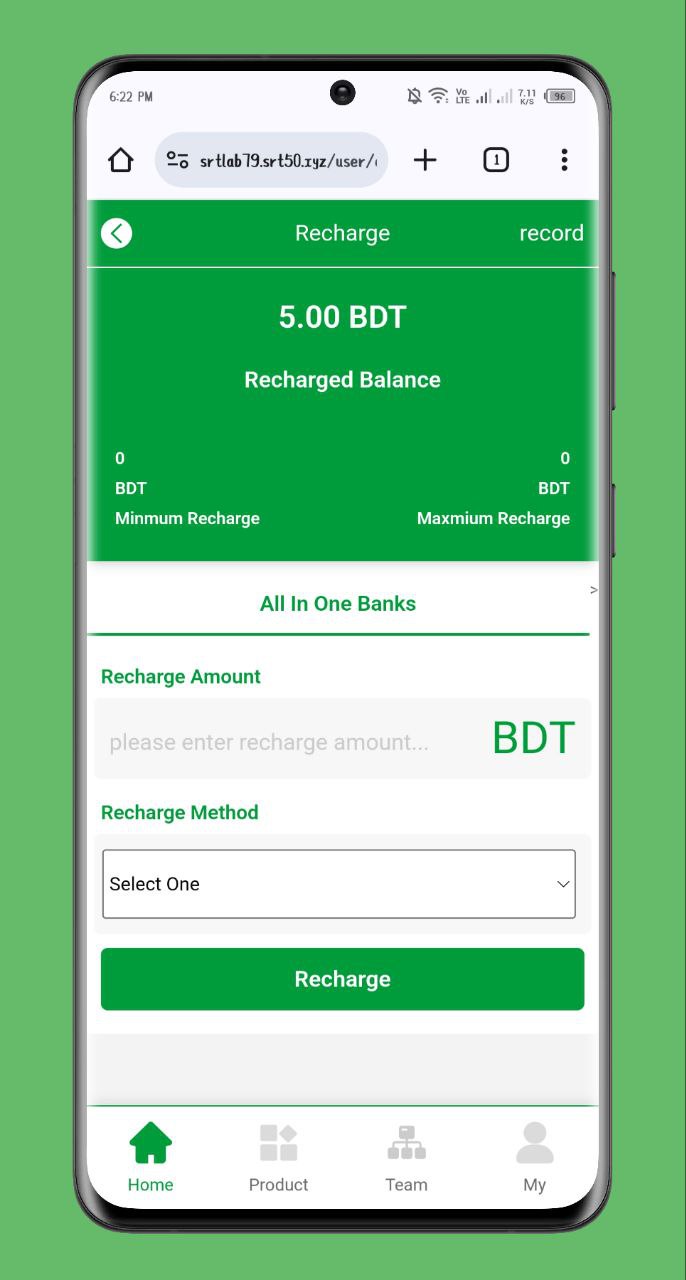 6:22 PM
Vo LTE
7.11 K/S
96
srtlab79.srt50.xyz/user/
1
Recharge
record
5.00 BDT
Recharged Balance
0
0
BDT
BDT
Minmum Recharge
Maxmium Recharge
>
All In One Banks
Recharge Amount
please enter recharge amount...
BDT
Recharge Method
Select One
Recharge
Home
Product
Team
My